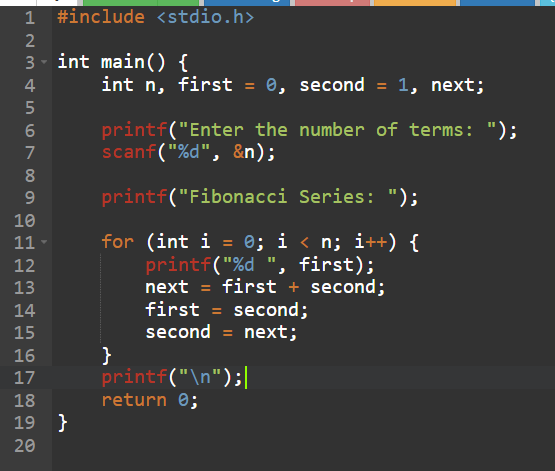 1 #include <stdio.h>
2
3 int main() {
4     int n, first = 0, second = 1, next;
5
6     printf("Enter the number of terms: ");
7     scanf("%d", &n);
8
9     printf("Fibonacci Series: ");
10
11     for (int i = 0; i < n; i++) {
12         printf("%d ", first);
13         next = first + second;
14         first = second;
15         second = next;
16     }
17     printf("\n");
18     return 0;
19 }
20